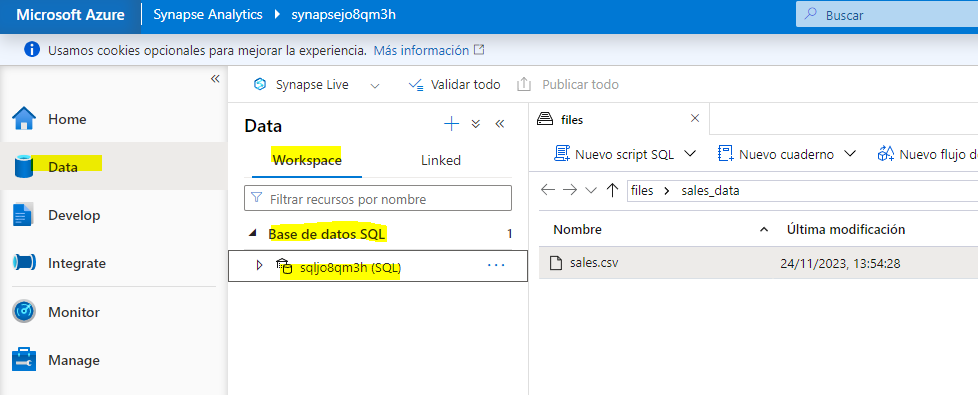 Microsoft Azure Synapse Analytics synapsejo8qm3h Buscar
Usamos cookies opcionales para mejorar la experiencia. Más información
Synapse Live Validar todo Publicar todo
Home
Data
Develop
Integrate
Monitor
Manage
Data
Workspace Linked
Filtrar recursos por nombre
Base de datos SQL 1
sqljo8qm3h (SQL)
files
Nuevo script SQL Nuevo cuaderno Nuevo flujo de
files sales_data
Nombre Última modificación
sales.csv 24/11/2023, 13:54:28